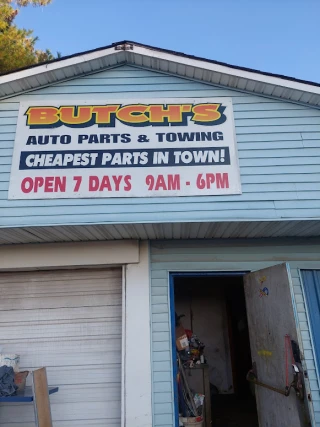 BUTCH'S
AUTO PARTS & TOWING
CHEAPEST PARTS IN TOWN!
OPEN 7 DAYS 9AM - 6PM